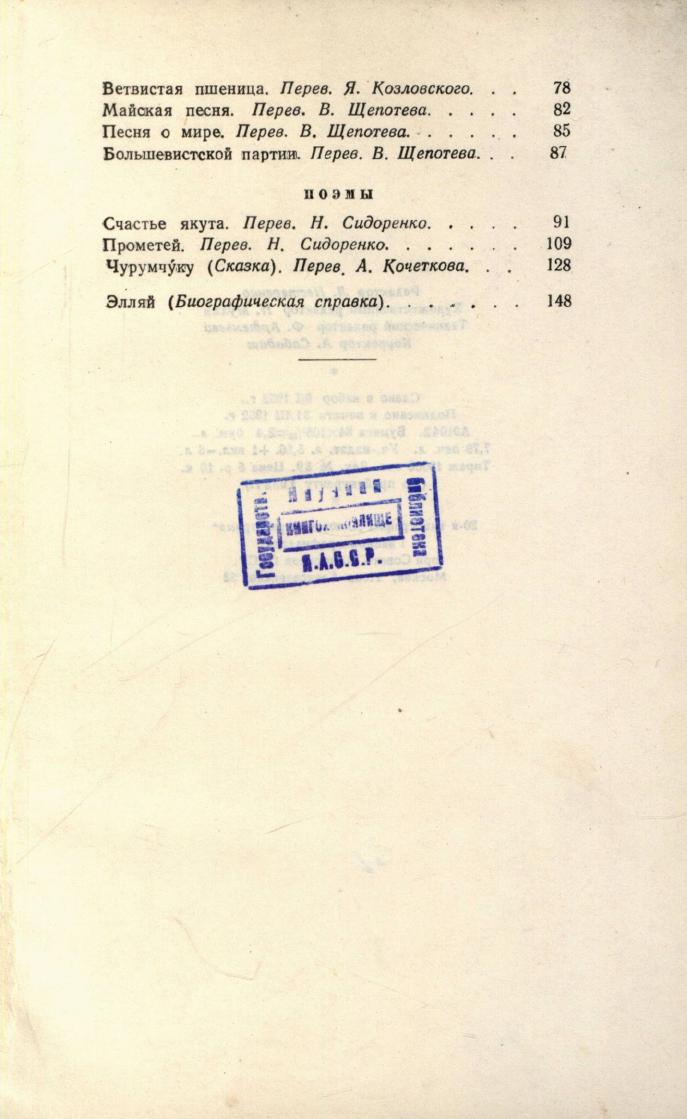 Ветвистая пшеница. Перев. Я. Козловского. . . 78
Майская песня. Перев. В. Щепотева. . . . . 82
Песня о мире. Перев. В. Щепотева. . . . . . 85
Большевистской партии. Перев. В. Щепотева. . . 87
ПОЭМЫ
Счастье якута. Перев. Н. Сидоренко. . . . . 91
Прометей. Перев. Н. Сидоренко. . . . . . . 109
Чурумчу́ку (Сказка). Перев. А. Кочеткова. . . 128
Элляй (Биографическая справка). . . . . . . 148
Научная
Государств.
КНИГОХРАНИЛИЩЕ
библиотека
Я.А.С.С.Р.